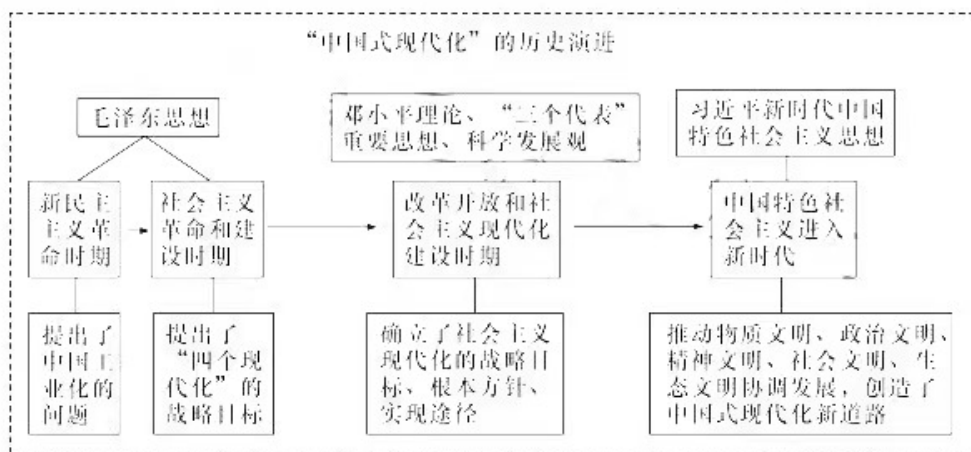 “中国式现代化”的历史演进
毛泽东思想
邓小平理论、“三个代表”
重要思想、科学发展观
习近平新时代中国
特色社会主义思想
新民主
主义革
命时期
社会主义
革命和建
设时期
改革开放和社
会主义现代化
建设时期
中国特色社
会主义进入
新时代
提出了
中国工
业化的
问题
提出了
“四个现
代化”的
战略目标
确立了社会主义
现代化的战略目
标、根本方针、
实现途径
推动物质文明、政治文明、
精神文明、社会文明、生
态文明协调发展，创造了
中国式现代化新道路